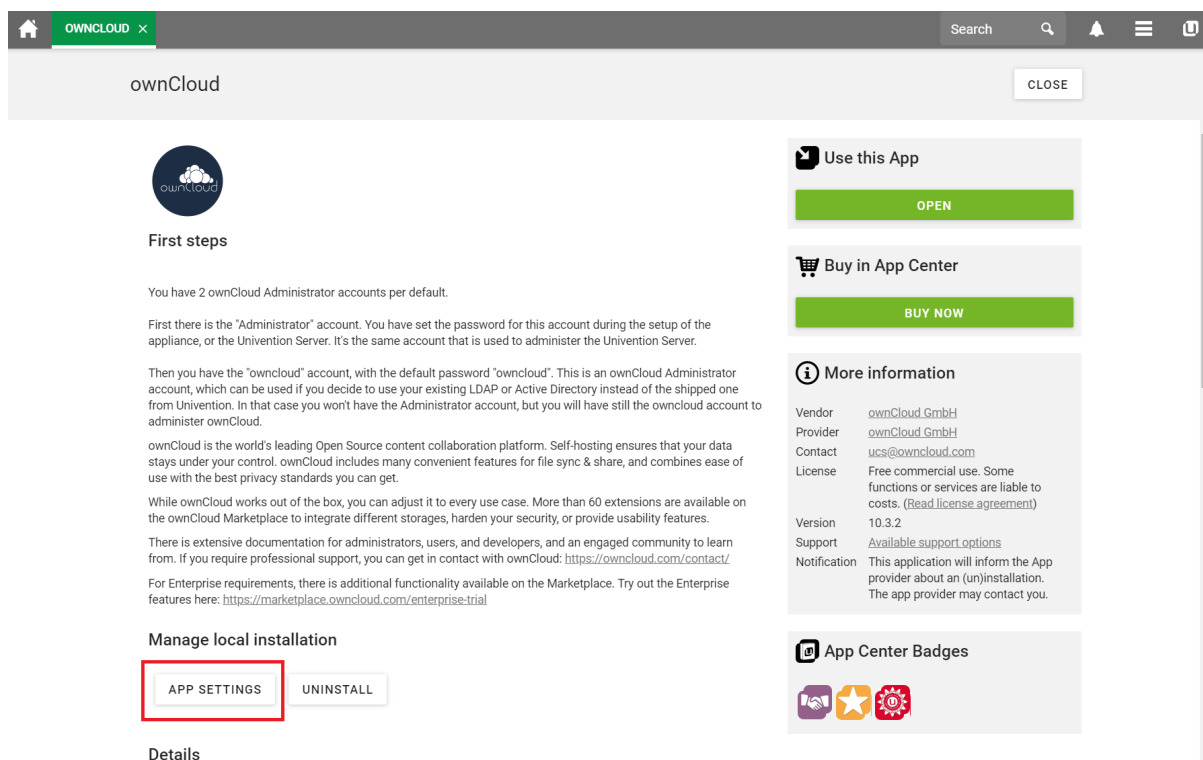 OWNCLOUD ×
Search
ownCloud
CLOSE
ownCloud
First steps
You have 2 ownCloud Administrator accounts per default.
First there is the "Administrator" account. You have set the password for this account during the setup of the
appliance, or the Univention Server. It's the same account that is used to administer the Univention Server.
Then you have the "owncloud" account, with the default password "owncloud". This is an ownCloud Administrator
account, which can be used if you decide to use your existing LDAP or Active Directory instead of the shipped one
from Univention. In that case you won't have the Administrator account, but you will have still the owncloud account to
administer ownCloud.
ownCloud is the world's leading Open Source content collaboration platform. Self-hosting ensures that your data
stays under your control. ownCloud includes many convenient features for file sync & share, and combines ease of
use with the best privacy standards you can get.
While ownCloud works out of the box, you can adjust it to every use case. More than 60 extensions are available on
the ownCloud Marketplace to integrate different storages, harden your security, or provide usability features.
There is extensive documentation for administrators, users, and developers, and an engaged community to learn
from. If you require professional support, you can get in contact with ownCloud: https://owncloud.com/contact/
For Enterprise requirements, there is additional functionality available on the Marketplace. Try out the Enterprise
features here: https://marketplace.owncloud.com/enterprise-trial
Manage local installation
APP SETTINGS
UNINSTALL
Details
Use this App
OPEN
Buy in App Center
BUY NOW
More information
Vendor ownCloud GmbH
Provider ownCloud GmbH
Contact ucs@owncloud.com
License Free commercial use. Some
functions or services are liable to
costs. (Read license agreement)
Version 10.3.2
Support Available support options
Notification This application will inform the App
provider about an (un)installation.
The app provider may contact you.
App Center Badges